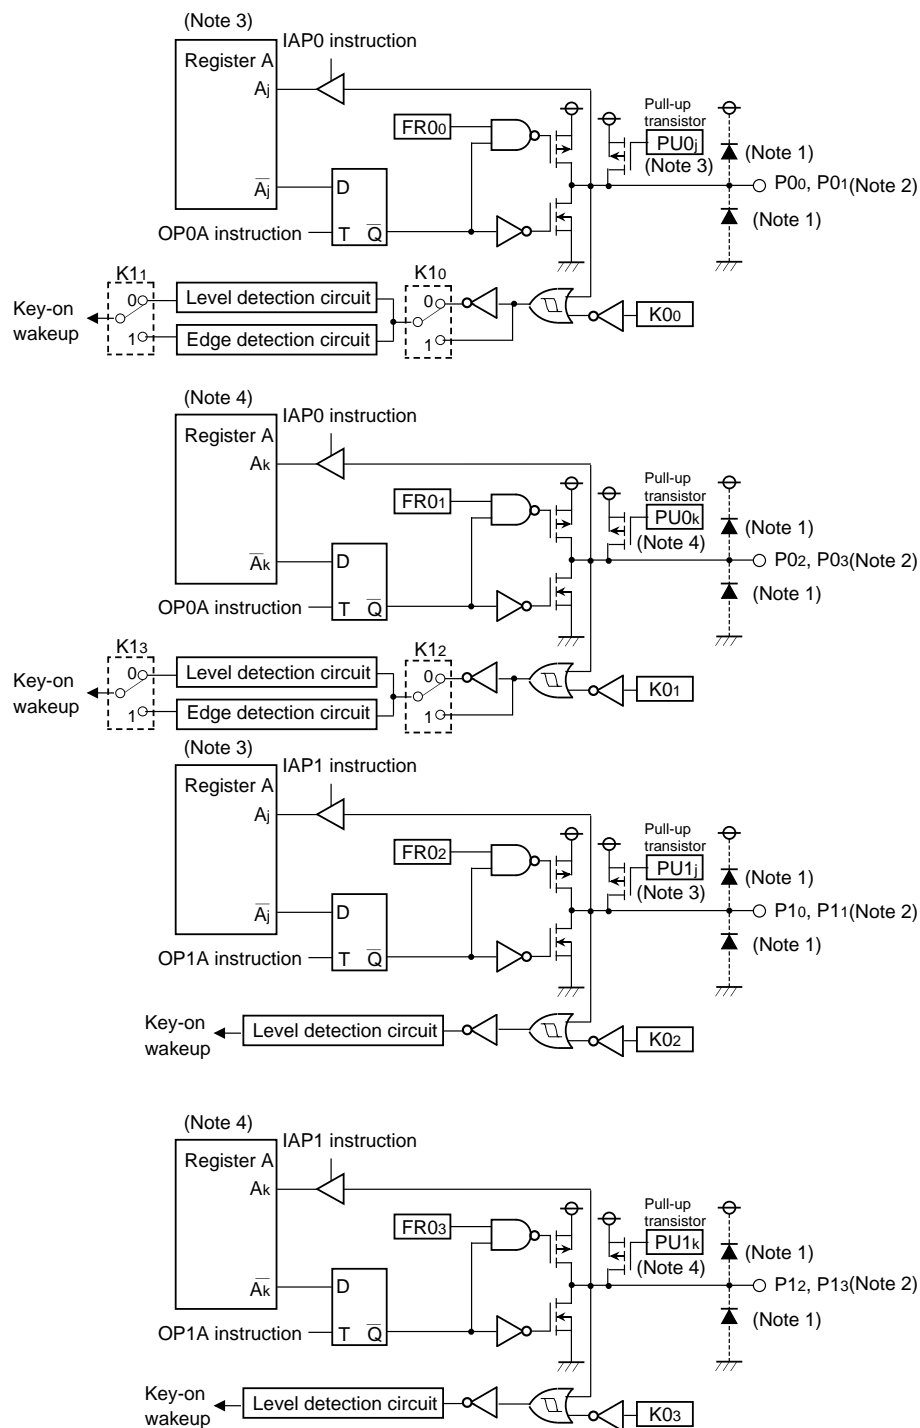 (Note 3)
IAP0 instruction
Register A
Aj
Pull-up
transistor
FR00
PU0j
(Note 3)
(Note 1)
Aj
D
P00, P01(Note 2)
(Note 1)
OP0A instruction
T Q
K11
K10
0
Level detection circuit
0
Key-on
wakeup
K00
1
Edge detection circuit
1
(Note 4)
IAP0 instruction
Register A
Ak
Pull-up
transistor
FR01
PU0k
(Note 4)
(Note 1)
Ak
D
P02, P03(Note 2)
(Note 1)
OP0A instruction
T Q
K13
K12
0
Level detection circuit
0
Key-on
wakeup
K01
1
Edge detection circuit
1
(Note 3)
IAP1 instruction
Register A
Aj
Pull-up
transistor
FR02
PU1j
(Note 3)
(Note 1)
Aj
D
P10, P11(Note 2)
(Note 1)
OP1A instruction
T Q
Key-on
wakeup
Level detection circuit
K02
(Note 4)
IAP1 instruction
Register A
Ak
Pull-up
transistor
FR03
PU1k
(Note 4)
(Note 1)
Ak
D
P12, P13(Note 2)
(Note 1)
OP1A instruction
T Q
Key-on
wakeup
Level detection circuit
K03